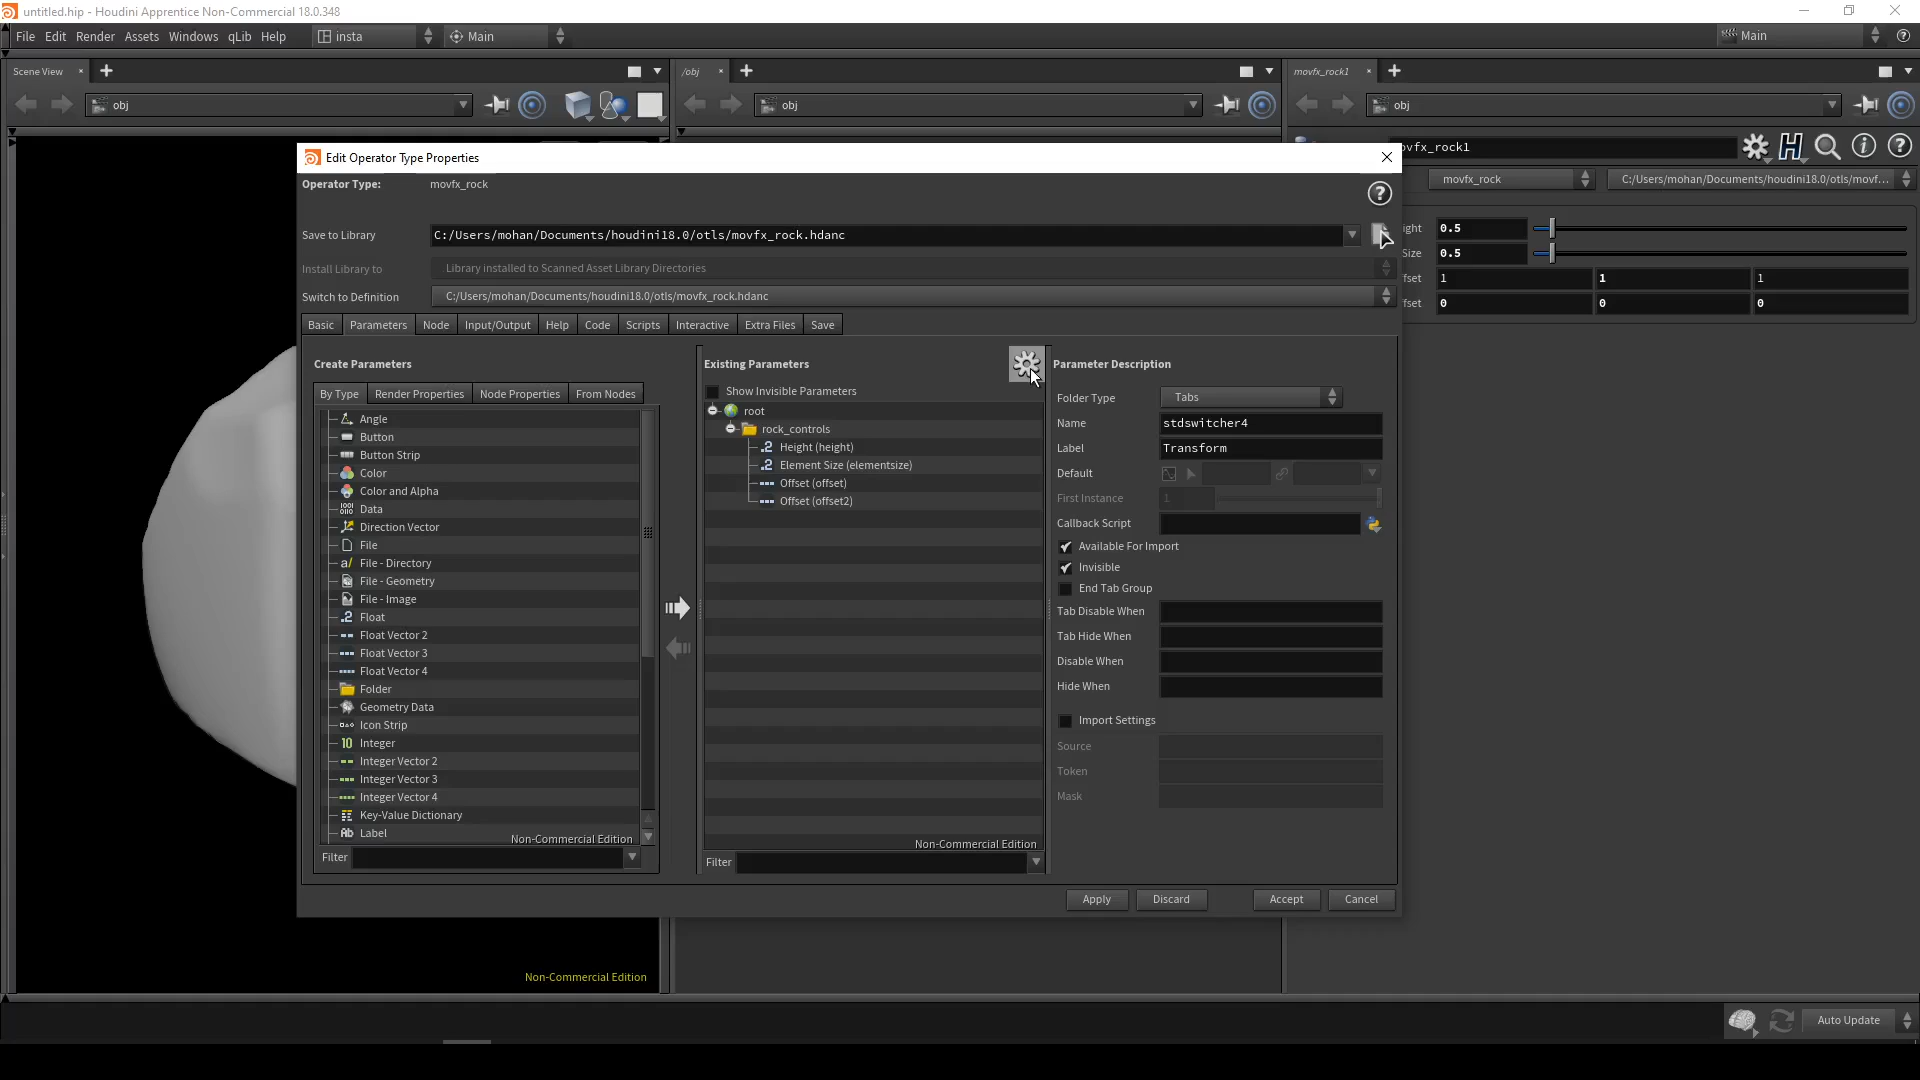 untitled.hip - Houdini Apprentice Non-Commercial 18.0.348
File Edit Render Assets Windows qLib Help insta Main Main
Scene View /obj movfx_rock1
obj obj obj
Edit Operator Type Properties
Operator Type: movfx_rock
ovfx_rock1
Save to Library C:/Users/mohan/Documents/houdini18.0/otls/movfx_rock.hdanc
movfx_rock C:/Users/mohan/Documents/houdini18.0/otls/movf...
Install Library to Library installed to Scanned Asset Library Directories
Switch to Definition C:/Users/mohan/Documents/houdini18.0/otls/movfx_rock.hdanc
ight 0.5
Size 0.5
fset 1 1 1
fset 0 0 0
Basic Parameters Node Input/Output Help Code Scripts Interactive Extra Files Save
Create Parameters
By Type Render Properties Node Properties From Nodes
Angle
Button
Button Strip
Color
Color and Alpha
Data
Direction Vector
File
File - Directory
File - Geometry
File - Image
Float
Float Vector 2
Float Vector 3
Float Vector 4
Folder
Geometry Data
Icon Strip
Integer
Integer Vector 2
Integer Vector 3
Integer Vector 4
Key-Value Dictionary
Label
Non-Commercial Edition
Filter
Existing Parameters
Show Invisible Parameters
root
rock_controls
Height (height)
Element Size (elementsize)
Offset (offset)
Offset (offset2)
Non-Commercial Edition
Filter
Parameter Description
Folder Type Tabs
Name stdswitcher4
Label Transform
Default
First Instance 1
Callback Script
Available For Import
Invisible
End Tab Group
Tab Disable When
Tab Hide When
Disable When
Hide When
Import Settings
Source
Token
Mask
Apply Discard Accept Cancel
Non-Commercial Edition
Auto Update